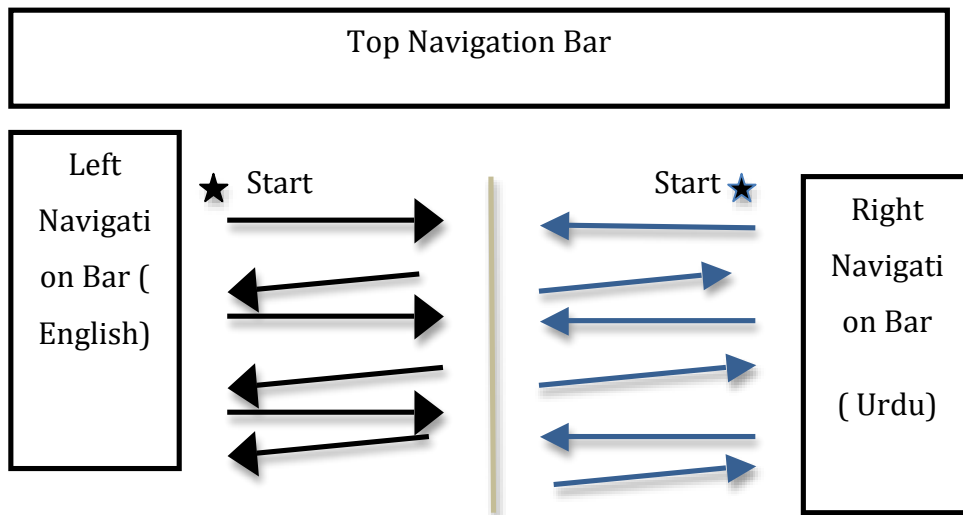 Top Navigation Bar
Left
Navigati
on Bar (
English)
Start
Start
Right
Navigati
on Bar
( Urdu)